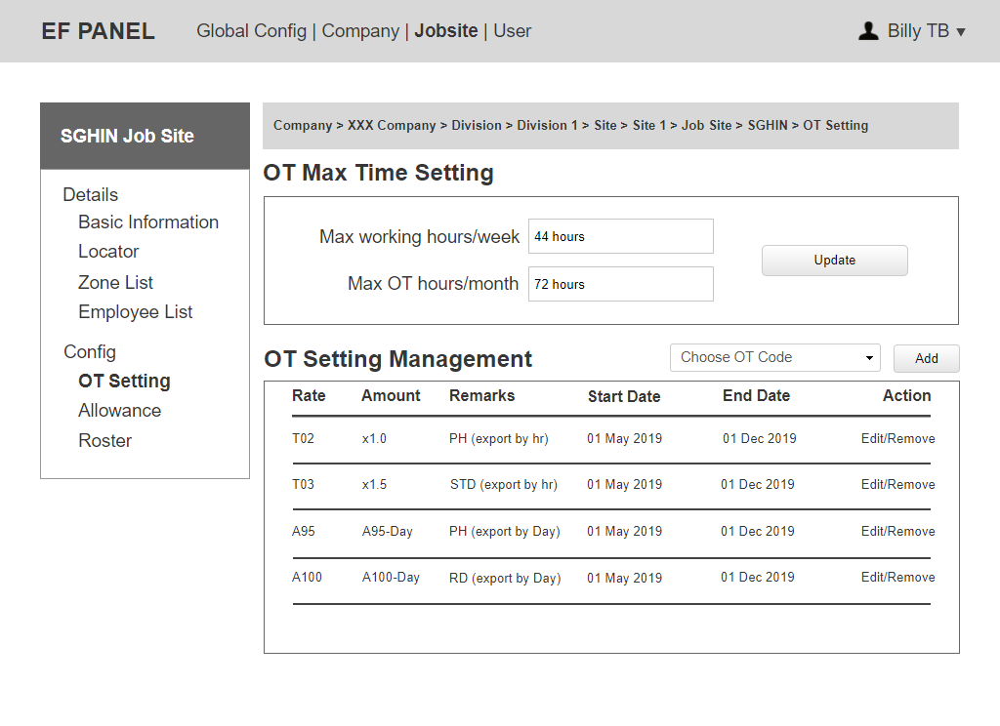 EF PANEL Global Config | Company | Jobsite | User Billy TB ▼
SGHIN Job Site
Details
Basic Information
Locator
Zone List
Employee List
Config
OT Setting
Allowance
Roster
Company > XXX Company > Division > Division 1 > Site > Site 1 > Job Site > SGHIN > OT Setting
OT Max Time Setting
Max working hours/week 44 hours
Max OT hours/month 72 hours
Update
OT Setting Management Choose OT Code Add
Rate Amount Remarks Start Date End Date Action
T02 x1.0 PH (export by hr) 01 May 2019 01 Dec 2019 Edit/Remove
T03 x1.5 STD (export by hr) 01 May 2019 01 Dec 2019 Edit/Remove
A95 A95-Day PH (export by Day) 01 May 2019 01 Dec 2019 Edit/Remove
A100 A100-Day RD (export by Day) 01 May 2019 01 Dec 2019 Edit/Remove